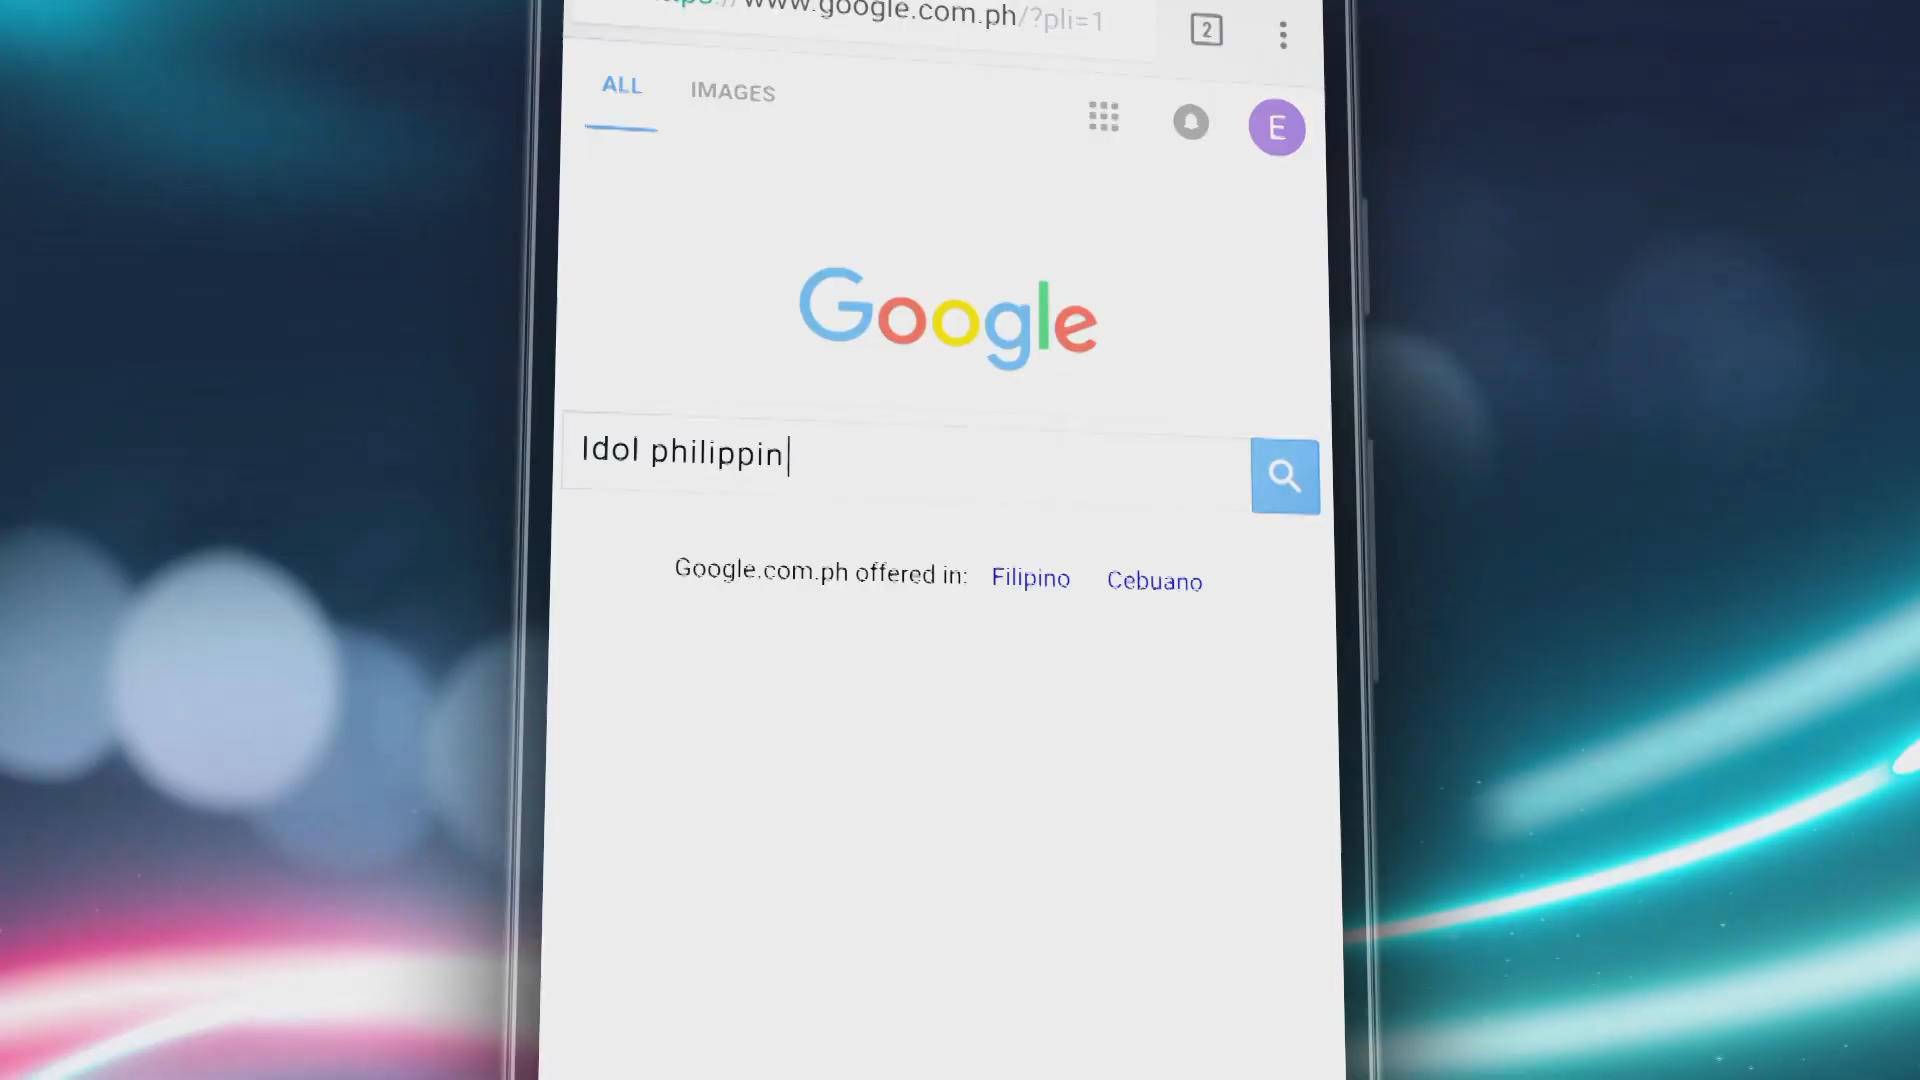 https://www.google.com.ph/?pli=1
2
ALL IMAGES
E
Google
Idol philippin
Google.com.ph offered in: Filipino Cebuano